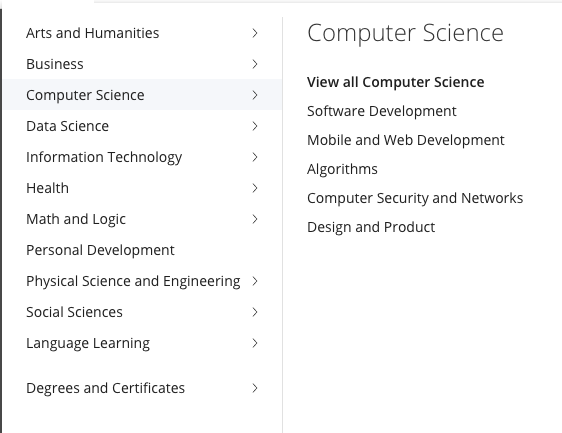 Arts and Humanities
Business
Computer Science
Data Science
Information Technology
Health
Math and Logic
Personal Development
Physical Science and Engineering
Social Sciences
Language Learning
Degrees and Certificates
Computer Science
View all Computer Science
Software Development
Mobile and Web Development
Algorithms
Computer Security and Networks
Design and Product